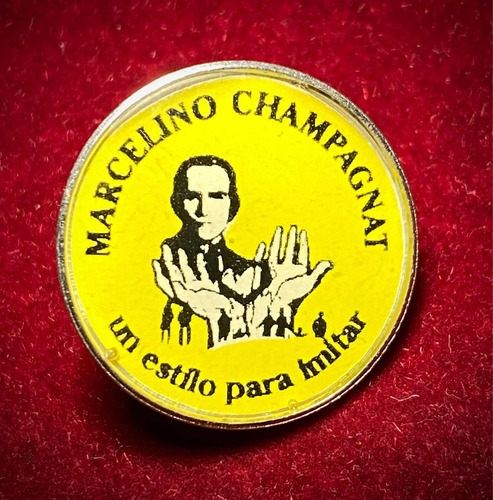 MARCELINO CHAMPAGNAT
un estilo para imitar